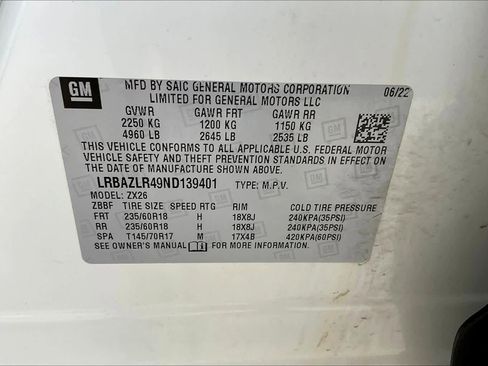 GM
MFD BY SAIC GENERAL MOTORS CORPORATION
LIMITED FOR GENERAL MOTORS LLC
06/22
GVWR GAWR FRT GAWR RR
2250 KG 1200 KG 1150 KG
4960 LB 2645 LB 2535 LB
THIS VEHICLE CONFORMS TO ALL APPLICABLE U.S. FEDERAL MOTOR
VEHICLE SAFETY AND THEFT PREVENTION STANDARDS IN EFFECT ON
THE DATE OF MANUFACTURE SHOWN ABOVE.
LRBAZLR49ND139401 TYPE: M.P.V.
MODEL: ZX26
ZBBF TIRE SIZE SPEED RTG RIM COLD TIRE PRESSURE
FRT 235/60R18 H 18X8J 240KPA(35PSI)
RR 235/60R18 H 18X8J 240KPA(35PSI)
SPA T145/70R17 M 17X4B 420KPA(60PSI)
SEE OWNER'S MANUAL FOR MORE INFORMATION.